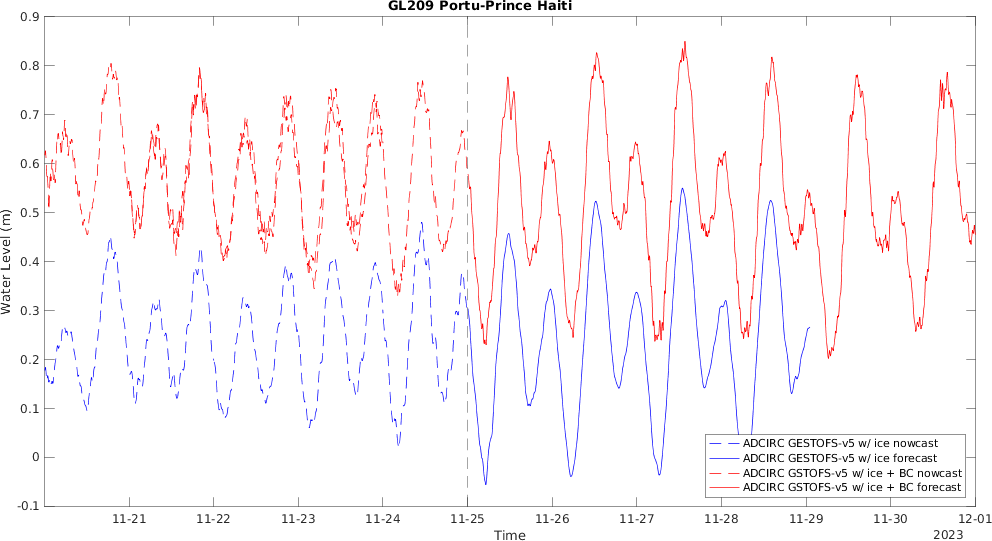 GL209 Portu-Prince Haiti
0.9
0.8
0.7
0.6
0.5
0.4
0.3
0.2
0.1
0
-0.1
Water Level (m)
ADCIRC GESTOFS-v5 w/ ice nowcast
ADCIRC GESTOFS-v5 w/ ice forecast
ADCIRC GSTOFS-v5 w/ ice + BC nowcast
ADCIRC GSTOFS-v5 w/ ice + BC forecast
11-21 11-22 11-23 11-24 11-25 11-26 11-27 11-28 11-29 11-30 12-01
Time
2023